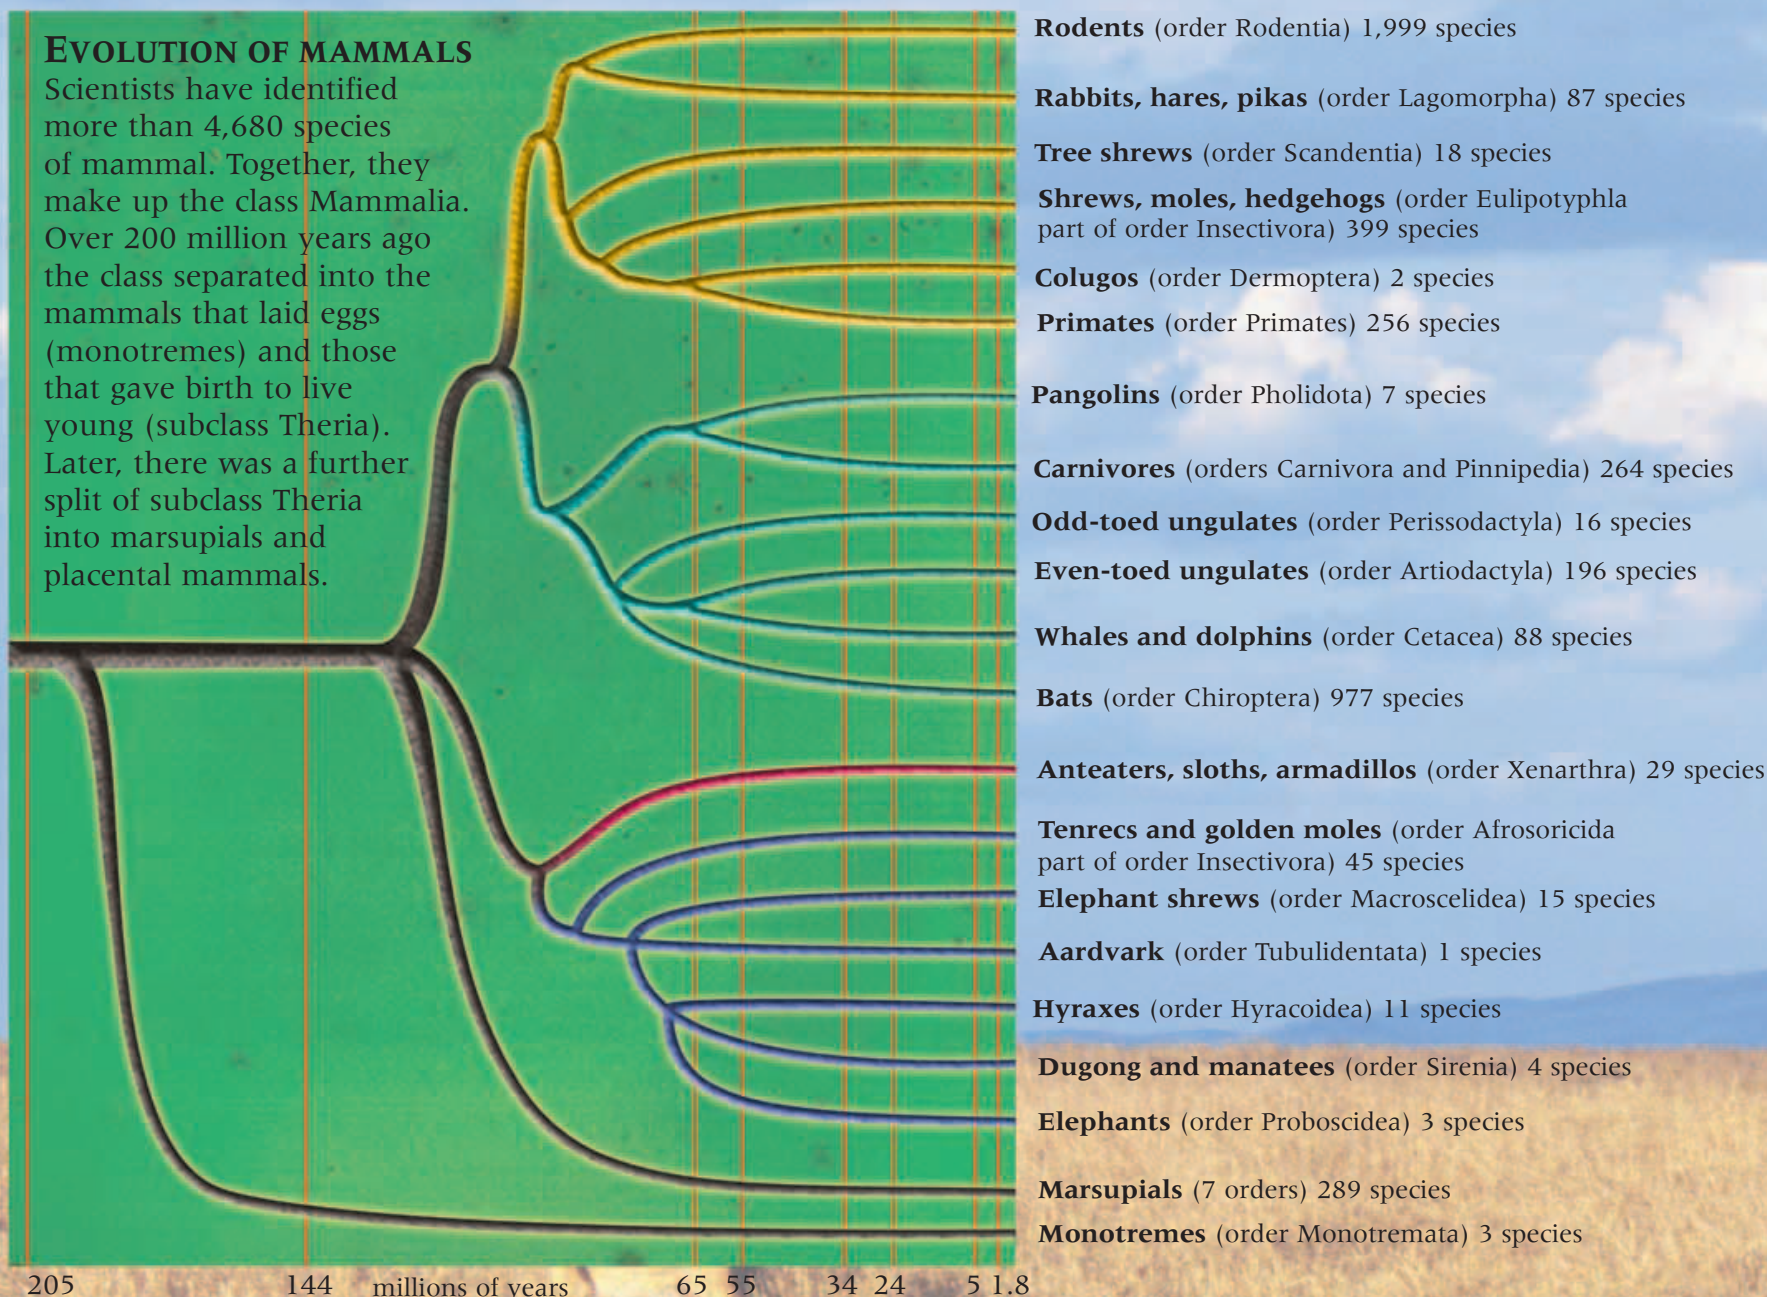 EVOLUTION OF MAMMALS
Scientists have identified
more than 4,680 species
of mammal. Together, they
make up the class Mammalia.
Over 200 million years ago
the class separated into the
mammals that laid eggs
(monotremes) and those
that gave birth to live
young (subclass Theria).
Later, there was a further
split of subclass Theria
into marsupials and
placental mammals.
Rodents (order Rodentia) 1,999 species
Rabbits, hares, pikas (order Lagomorpha) 87 species
Tree shrews (order Scandentia) 18 species
Shrews, moles, hedgehogs (order Eulipotyphla
part of order Insectivora) 399 species
Colugos (order Dermoptera) 2 species
Primates (order Primates) 256 species
Pangolins (order Pholidota) 7 species
Carnivores (orders Carnivora and Pinnipedia) 264 species
Odd-toed ungulates (order Perissodactyla) 16 species
Even-toed ungulates (order Artiodactyla) 196 species
Whales and dolphins (order Cetacea) 88 species
Bats (order Chiroptera) 977 species
Anteaters, sloths, armadillos (order Xenarthra) 29 species
Tenrecs and golden moles (order Afrosoricida
part of order Insectivora) 45 species
Elephant shrews (order Macroscelidea) 15 species
Aardvark (order Tubulidentata) 1 species
Hyraxes (order Hyracoidea) 11 species
Dugong and manatees (order Sirenia) 4 species
Elephants (order Proboscidea) 3 species
Marsupials (7 orders) 289 species
Monotremes (order Monotremata) 3 species
205 144 millions of years 65 55 34 24 5 1.8